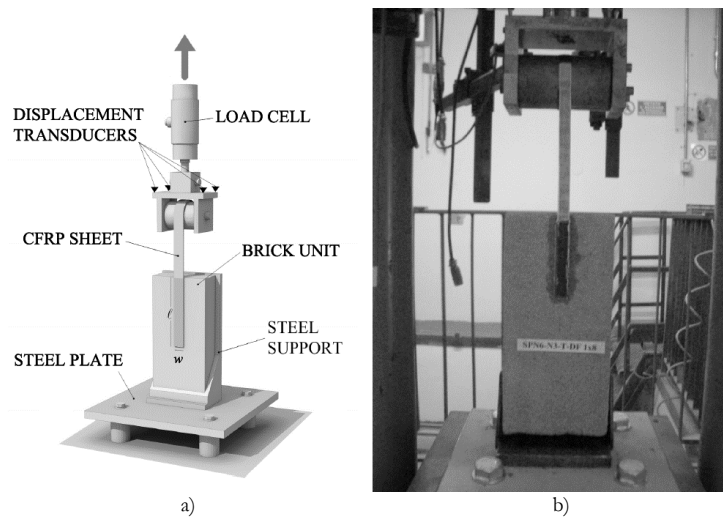 DISPLACEMENT
TRANSDUCERS
LOAD CELL
CFRP SHEET
BRICK UNIT
ℓ
STEEL
SUPPORT
w
STEEL PLATE
SPN6-N3-T-DF 1x8
a)
b)